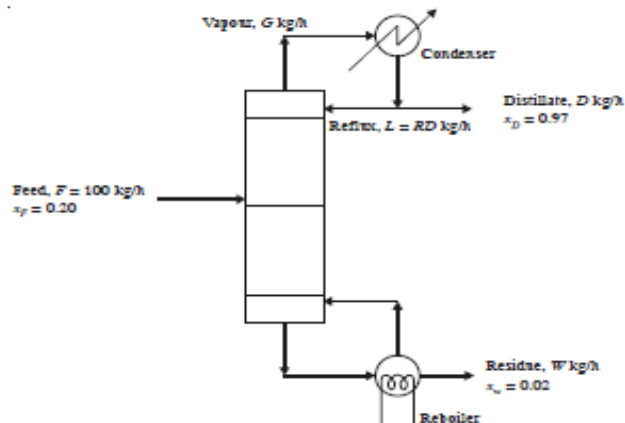 Vapour, G kg/h
Condenser
Distillate, D kg/h
x_D = 0.97
Reflux, L = RD kg/h
Feed, F = 100 kg/h
x_F = 0.20
Residue, W kg/h
x_w = 0.02
Reboiler